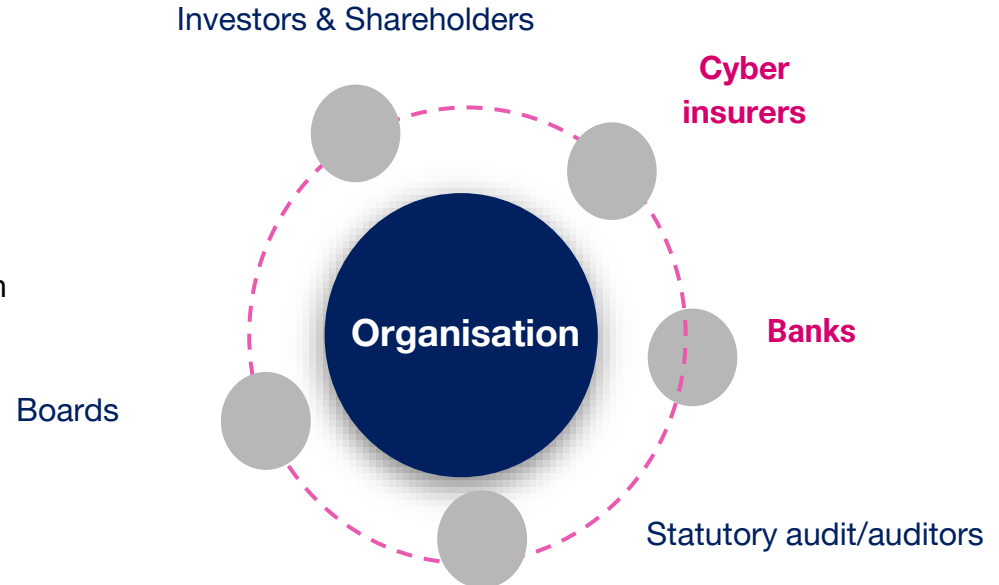 Investors & Shareholders
Cyber
insurers
Organisation
Banks
Boards
Statutory audit/auditors